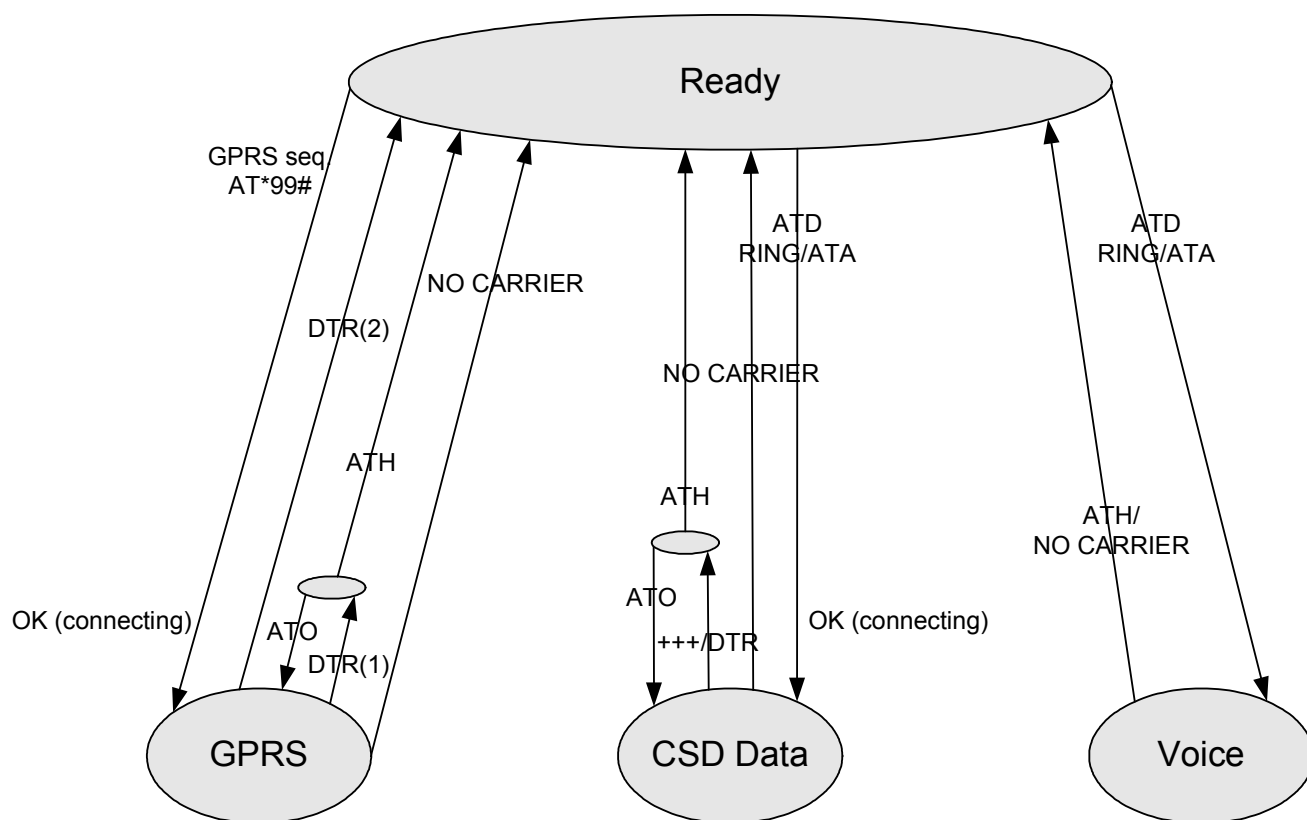 Ready
GPRS seq.
AT*99#
ATD
RING/ATA
ATD
RING/ATA
NO CARRIER
DTR(2)
NO CARRIER
ATH
ATH
ATH/
NO CARRIER
OK (connecting)
ATO
DTR(1)
ATO
+++/DTR
OK (connecting)
GPRS
CSD Data
Voice